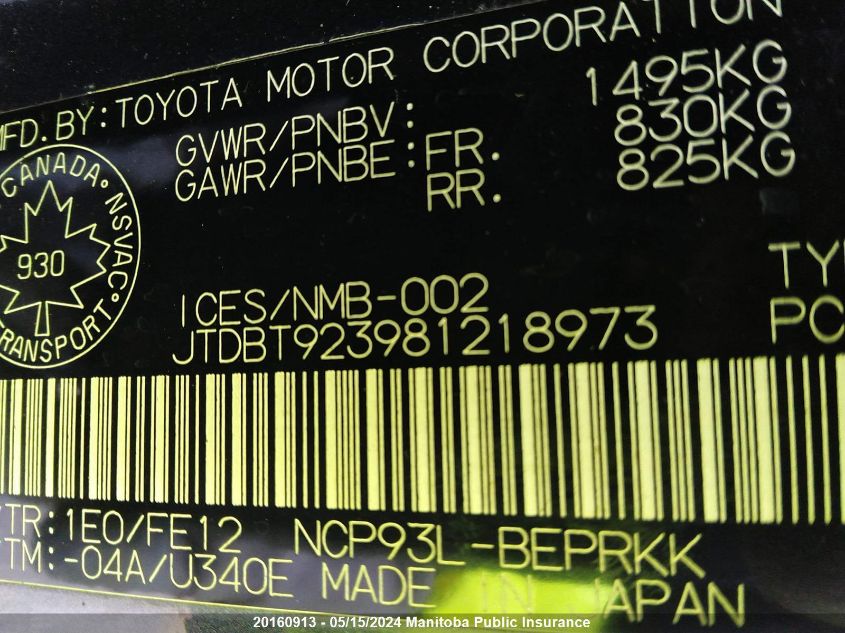 MFD. BY: TOYOTA MOTOR CORPORATION
GVWR/PNBV: 1495KG
GAWR/PNBE: FR. 830KG
RR. 825KG
CANADA · NSVAC · TRANSPORT
930
ICES/NMB-002
JTDBT923981218973
/TR: 1E0/FE12 NCP93L-BEPRKK
/TM: -04A/U340E MADE IN JAPAN
20160913 - 05/15/2024 Manitoba Public Insurance